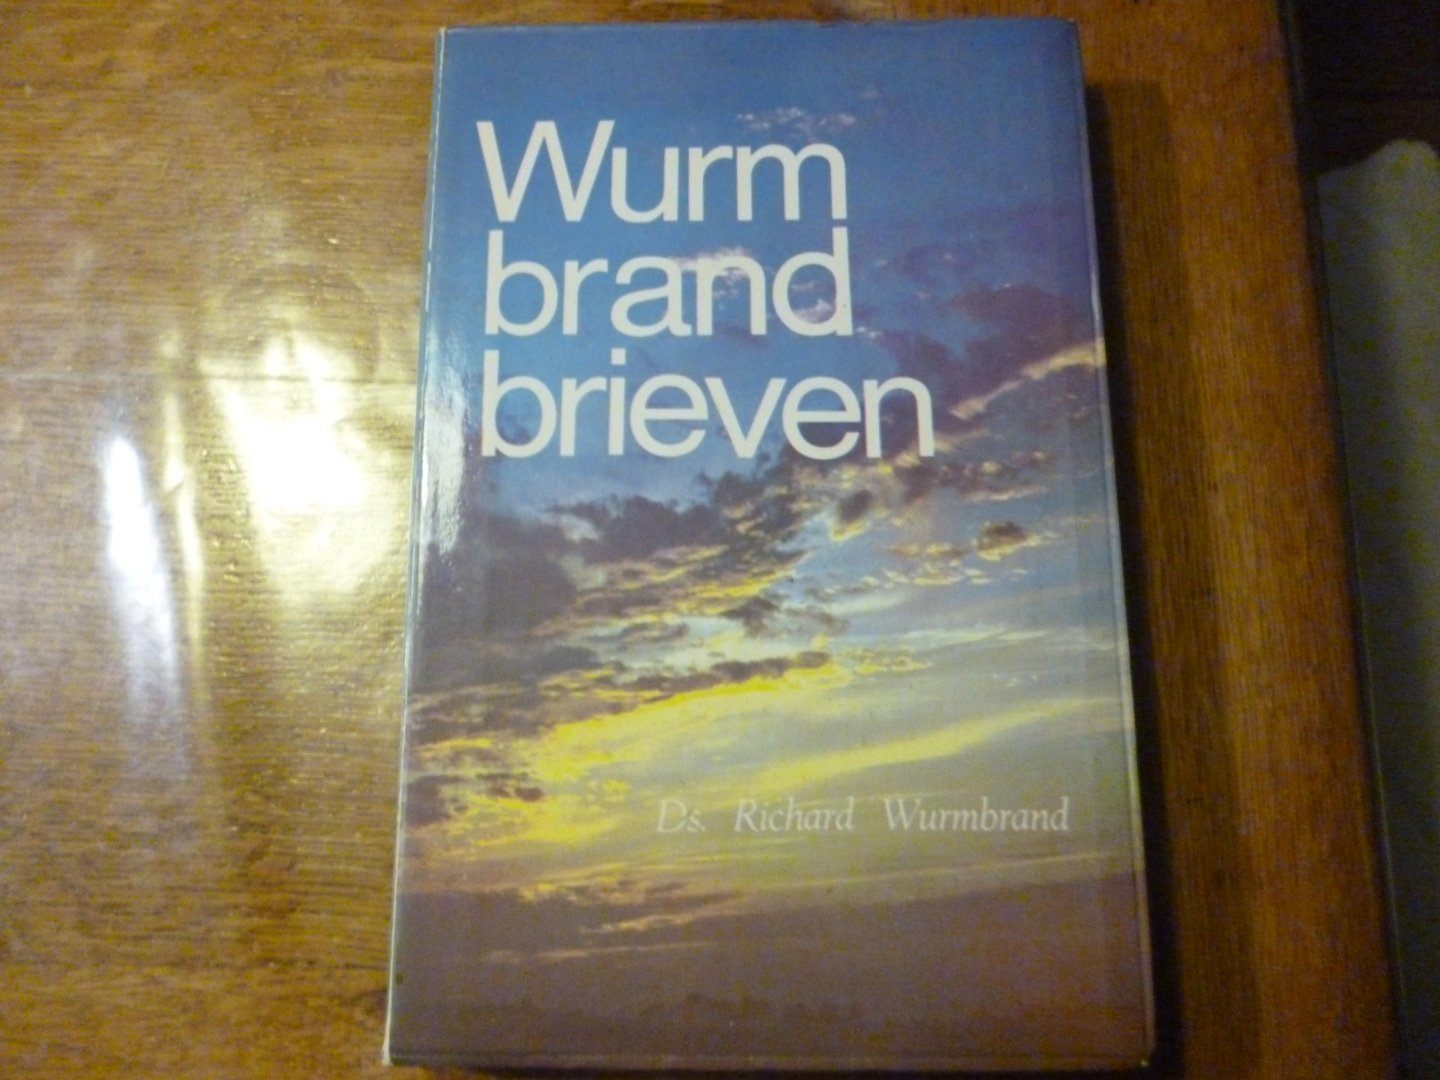 Wurm
brand
brieven
Ds. Richard Wurmbrand